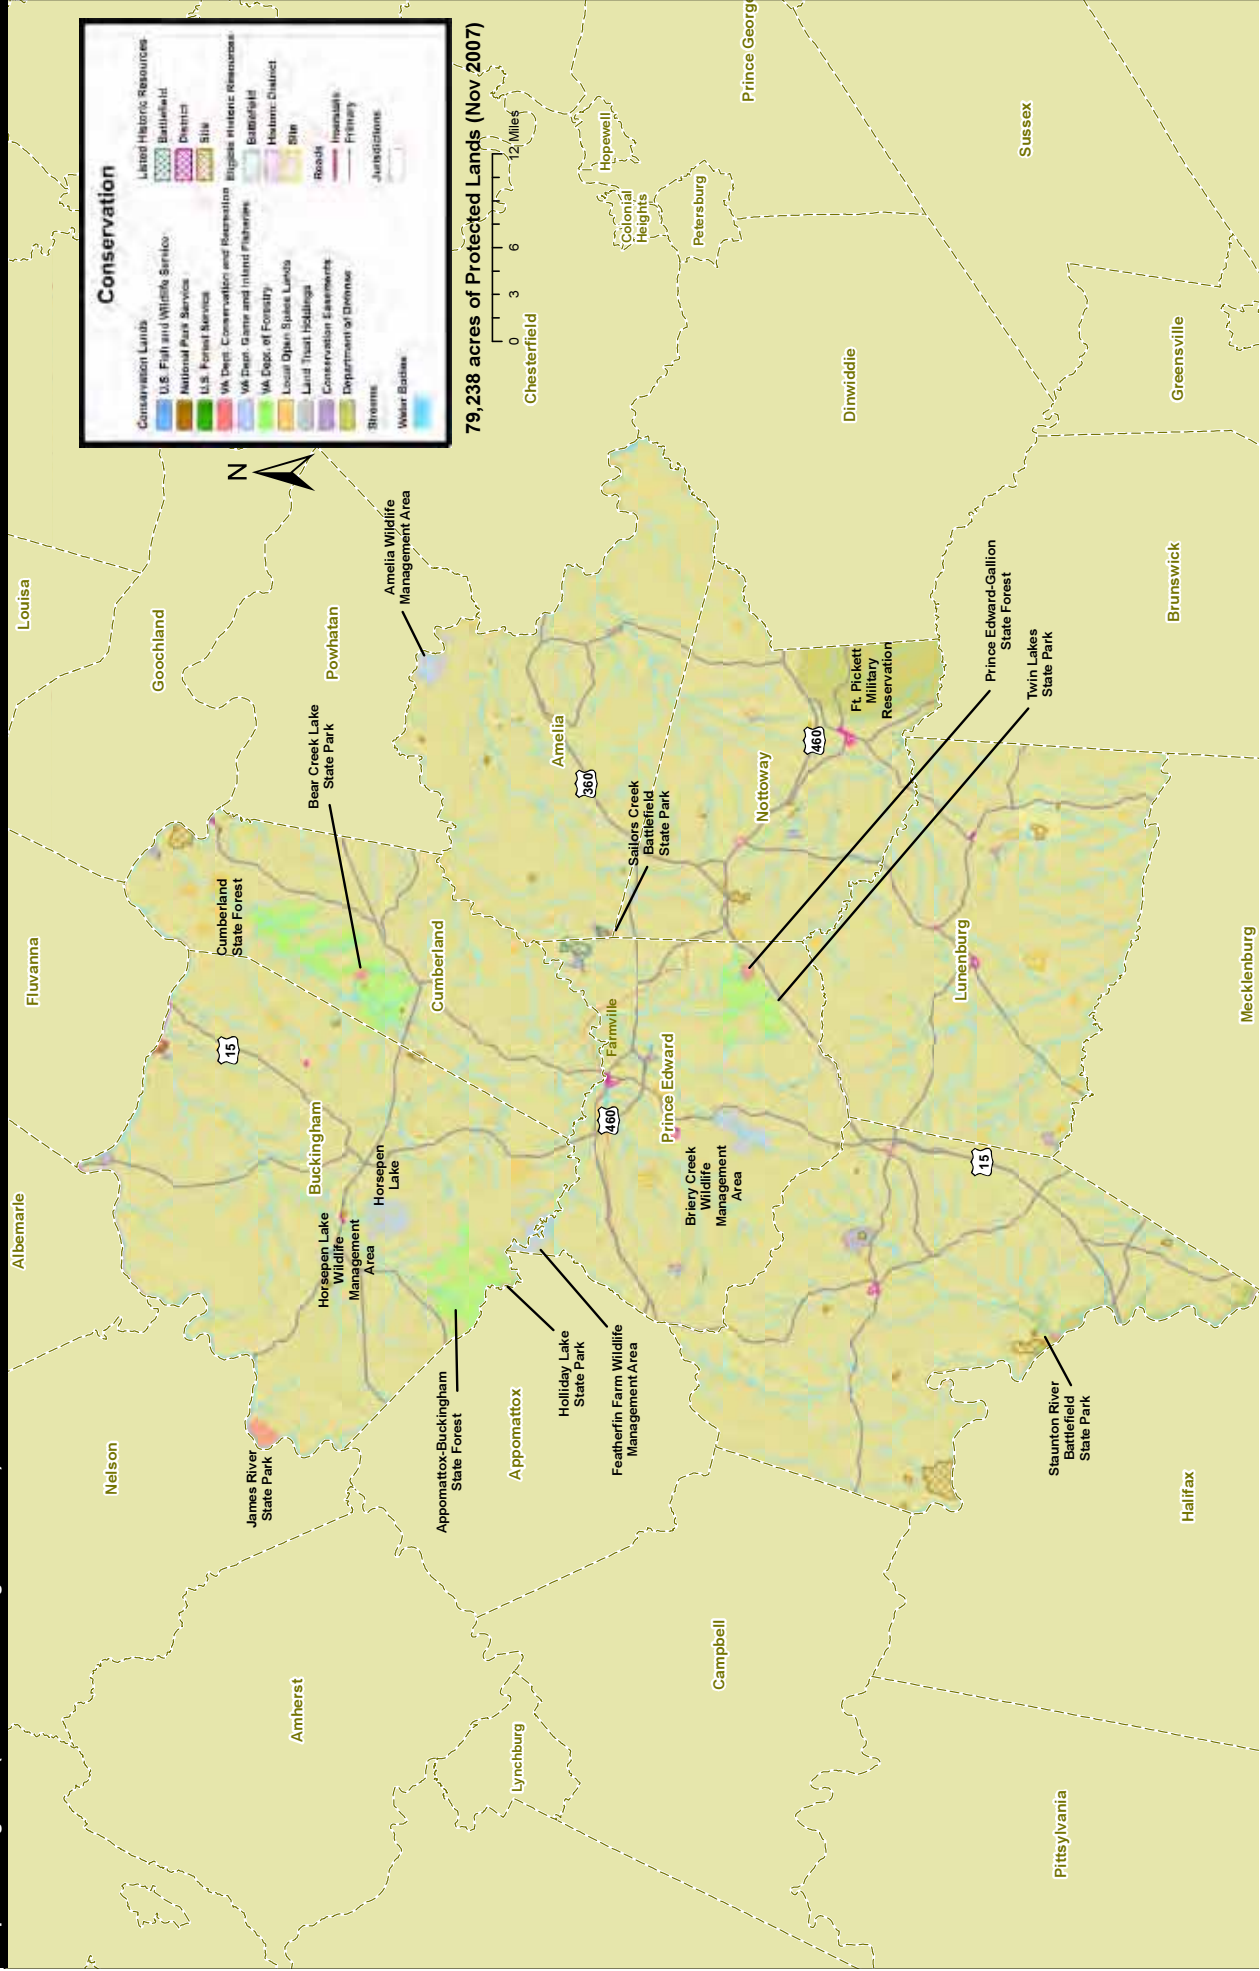 Conservation
Conservation Lands
U.S. Fish and Wildlife Service
National Park Service
U.S. Forest Service
VA Dept. Conservation and Recreation
VA Dept. Game and Inland Fisheries
VA Dept. of Forestry
Local Open Space Lands
Land Trust Holdings
Conservation Easements
Department of Defense
Streams
Water Bodies
Listed Historic Resources
Battlefield
District
Site
Eligible Historic Resources
Battlefield
Historic District
Site
Roads
Interstate
Primary
Jurisdictions
79,238 acres of Protected Lands (Nov 2007)
0 3 6 12 Miles
N
Albemarle
Fluvanna
Louisa
Goochland
Nelson
Powhatan
Amherst
Buckingham
Cumberland
Appomattox
Amelia
Chesterfield
Lynchburg
Farmville
Prince Edward
Nottoway
Hopewell
Colonial
Heights
Petersburg
Prince George
Campbell
Dinwiddie
Sussex
Lunenburg
Pittsylvania
Halifax
Mecklenburg
Brunswick
Greensville
15
360
460
460
15
James River
State Park
Cumberland
State Forest
Bear Creek Lake
State Park
Amelia Wildlife
Management Area
Horsepen Lake
Wildlife
Management
Area
Horsepen
Lake
Appomattox-Buckingham
State Forest
Holliday Lake
State Park
Featherfin Farm Wildlife
Management Area
Sailors Creek
Battlefield
State Park
Briery Creek
Wildlife
Management
Area
Ft. Pickett
Military
Reservation
Prince Edward-Gallion
State Forest
Twin Lakes
State Park
Staunton River
Battlefield
State Park